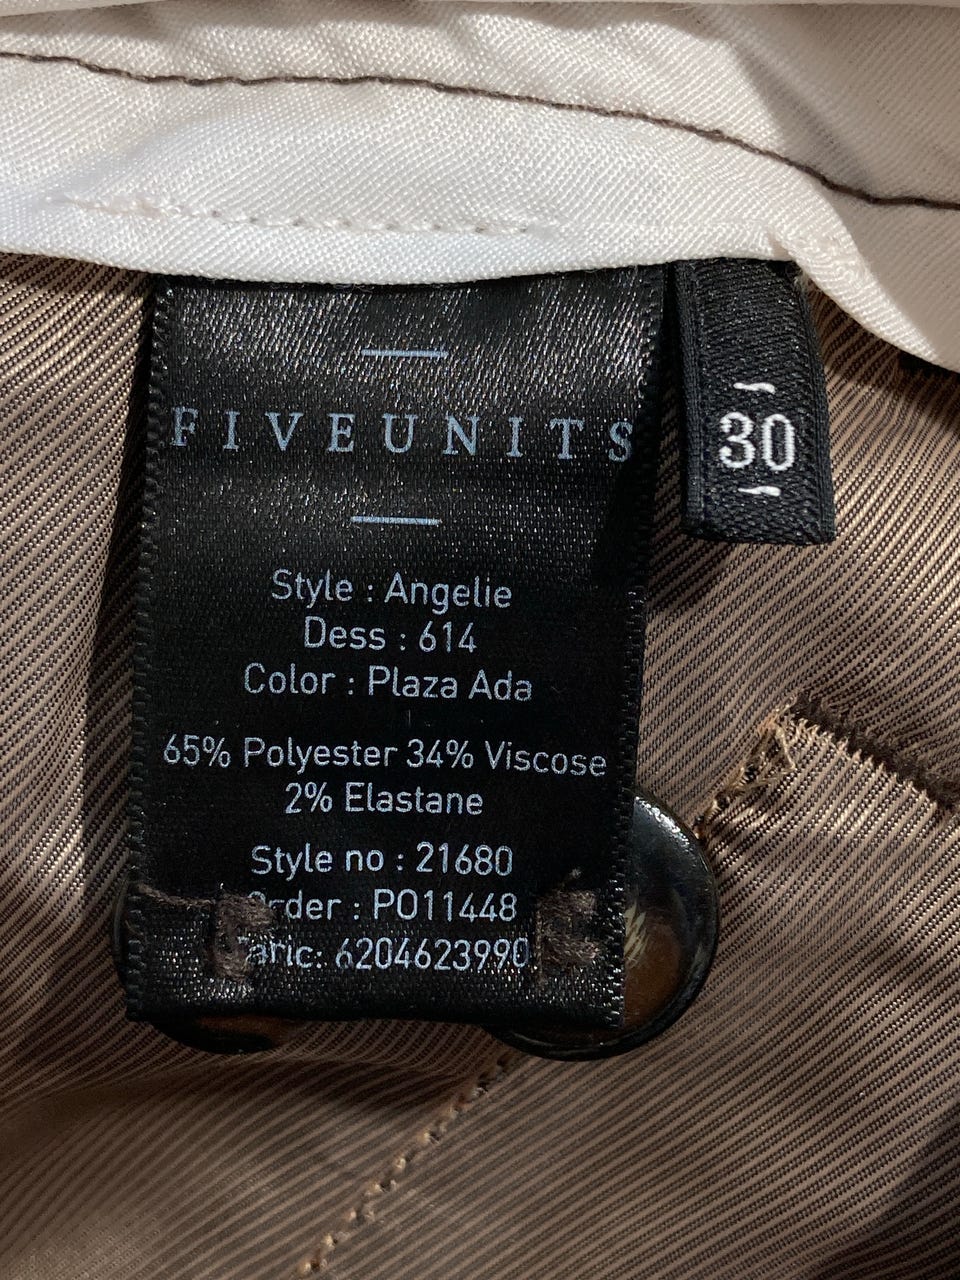 FIVEUNITS
30
Style : Angelie
Dess : 614
Color : Plaza Ada
65% Polyester 34% Viscose
2% Elastane
Style no : 21680
Order : PO11448
Faric: 6204623990